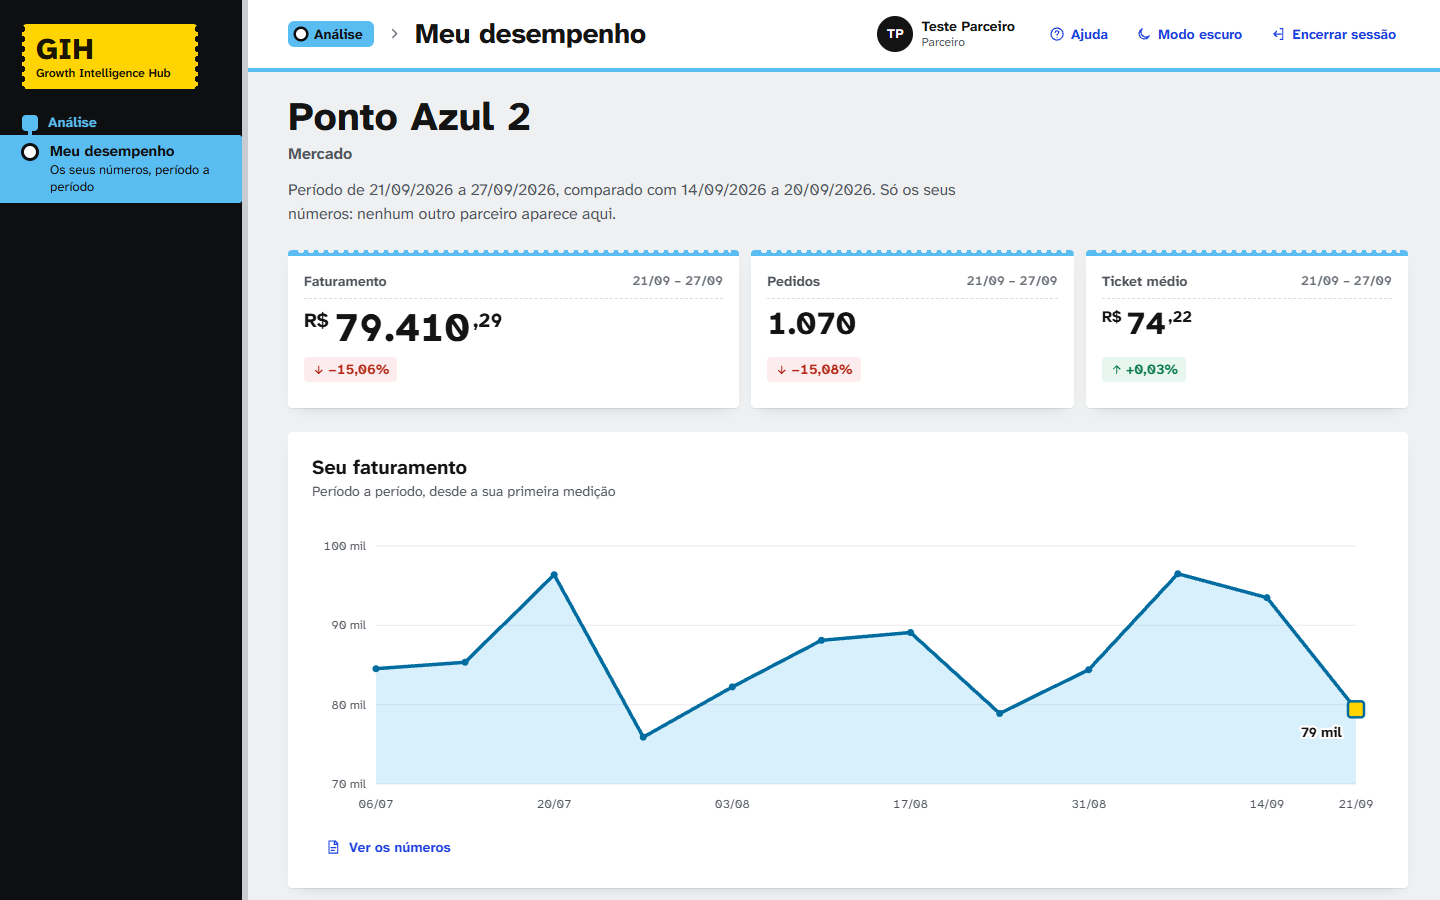 GIH
Growth Intelligence Hub
Análise
Meu desempenho
Os seus números, período a
período
Análise
Meu desempenho
TP
Teste Parceiro
Parceiro
Ajuda
Modo escuro
Encerrar sessão
Ponto Azul 2
Mercado
Período de 21/09/2026 a 27/09/2026, comparado com 14/09/2026 a 20/09/2026. Só os seus
números: nenhum outro parceiro aparece aqui.
Faturamento 21/09 – 27/09
R$ 79.410,29
↓ −15,06%
Pedidos 21/09 – 27/09
1.070
↓ −15,08%
Ticket médio 21/09 – 27/09
R$ 74,22
↑ +0,03%
Seu faturamento
Período a período, desde a sua primeira medição
100 mil
90 mil
80 mil
70 mil
79 mil
06/07 20/07 03/08 17/08 31/08 14/09 21/09
Ver os números